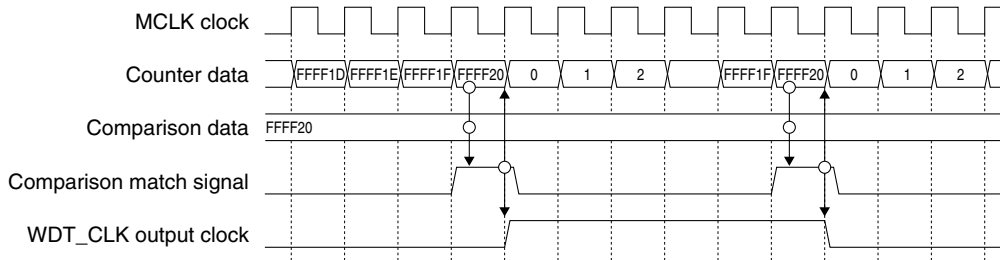 MCLK clock
Counter data FFFF1D FFFF1E FFFF1F FFFF20 0 1 2 FFFF1F FFFF20 0 1 2
Comparison data FFFF20
Comparison match signal
WDT_CLK output clock